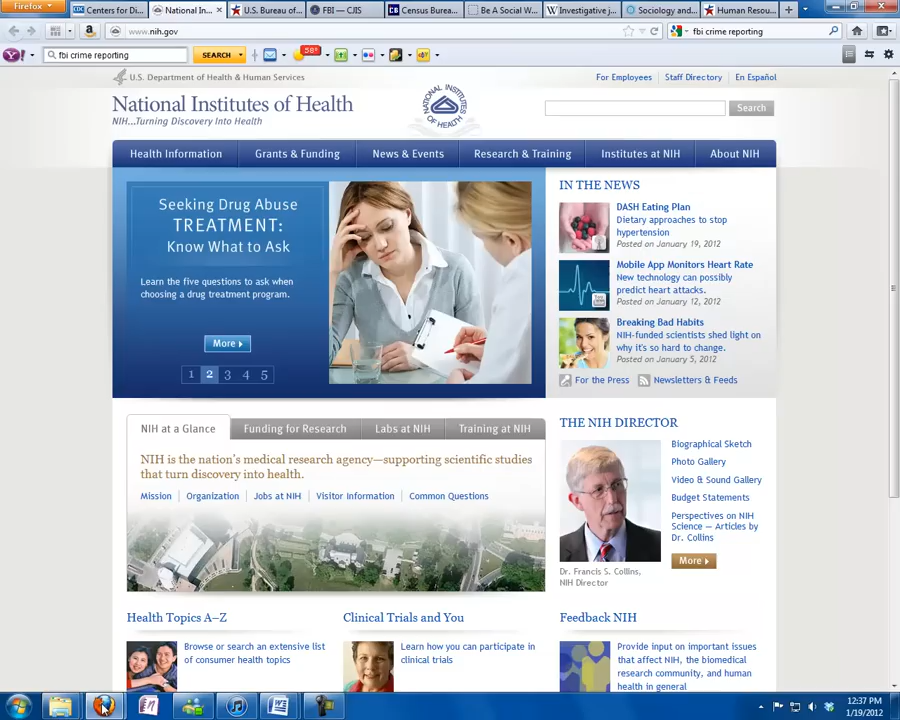 Firefox
Centers for Di...
National Ins...
U.S. Bureau of...
FBI — CJIS
Census Burea...
Be A Social W...
Investigative j...
Sociology and...
Human Resou...
www.nih.gov
fbi crime reporting
fbi crime reporting
SEARCH
58°
U.S. Department of Health & Human Services
For Employees
Staff Directory
En Español
National Institutes of Health
NIH...Turning Discovery Into Health
NATIONAL INSTITUTES OF HEALTH
Search
Health Information
Grants & Funding
News & Events
Research & Training
Institutes at NIH
About NIH
Seeking Drug Abuse
TREATMENT:
Know What to Ask
Learn the five questions to ask when
choosing a drug treatment program.
More
1 2 3 4 5
IN THE NEWS
DASH Eating Plan
Dietary approaches to stop
hypertension
Posted on January 19, 2012
Mobile App Monitors Heart Rate
New technology can possibly
predict heart attacks.
Posted on January 12, 2012
Breaking Bad Habits
NIH-funded scientists shed light on
why it's so hard to change.
Posted on January 5, 2012
For the Press
Newsletters & Feeds
NIH at a Glance
Funding for Research
Labs at NIH
Training at NIH
NIH is the nation's medical research agency—supporting scientific studies
that turn discovery into health.
Mission
Organization
Jobs at NIH
Visitor Information
Common Questions
THE NIH DIRECTOR
Biographical Sketch
Photo Gallery
Video & Sound Gallery
Budget Statements
Perspectives on NIH
Science — Articles by
Dr. Collins
More
Dr. Francis S. Collins,
NIH Director
Health Topics A–Z
Browse or search an extensive list
of consumer health topics
Clinical Trials and You
Learn how you can participate in
clinical trials
Feedback NIH
Provide input on important issues
that affect NIH, the biomedical
research community, and human
health in general
12:37 PM
1/19/2012